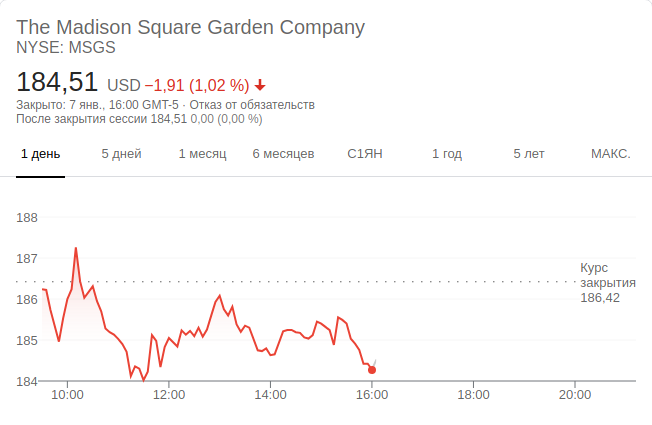 The Madison Square Garden Company
NYSE: MSGS
184,51 USD −1,91 (1,02 %)
Закрыто: 7 янв., 16:00 GMT-5 · Отказ от обязательств
После закрытия сессии 184,51 0,00 (0,00 %)
1 день 5 дней 1 месяц 6 месяцев С1ЯН 1 год 5 лет МАКС.
188
187
Курс
закрытия
186,42
186
185
184
10:00 12:00 14:00 16:00 18:00 20:00